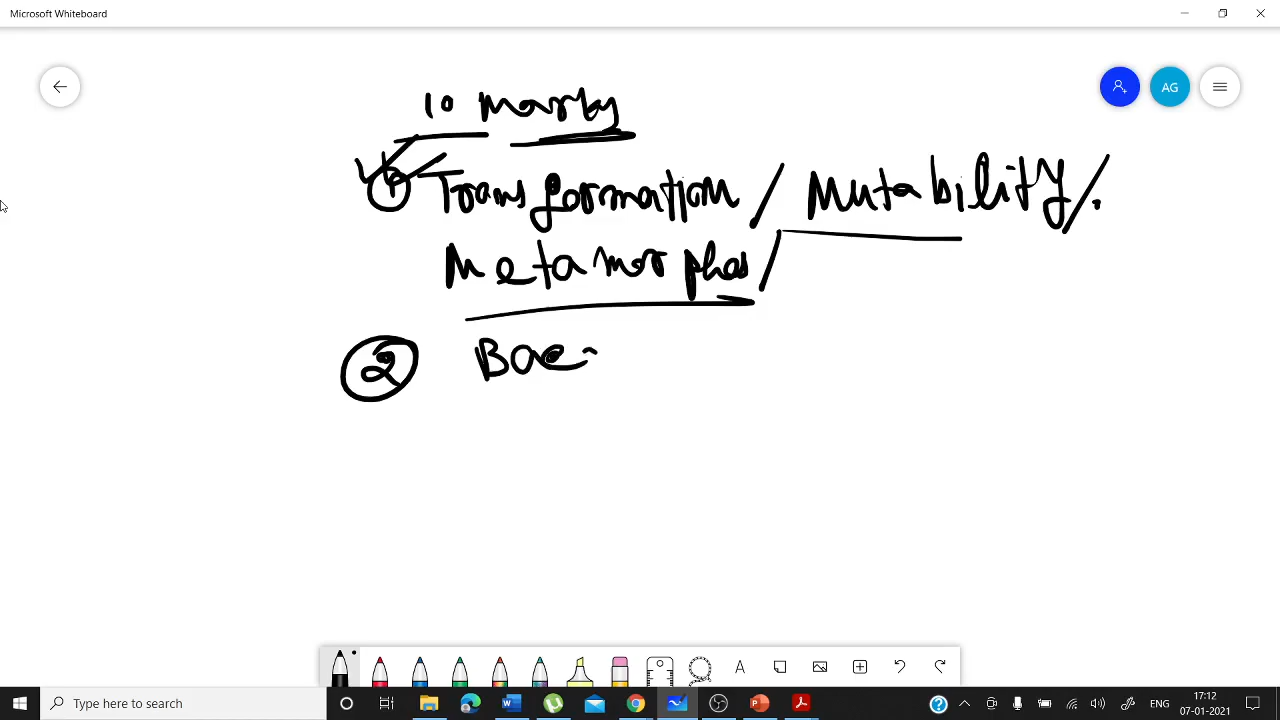 Microsoft Whiteboard
AG
10 marks
1 Transformation / Mutability/.
Metamorphos/
2
A
Type here to search
ENG
17:12
07-01-2021